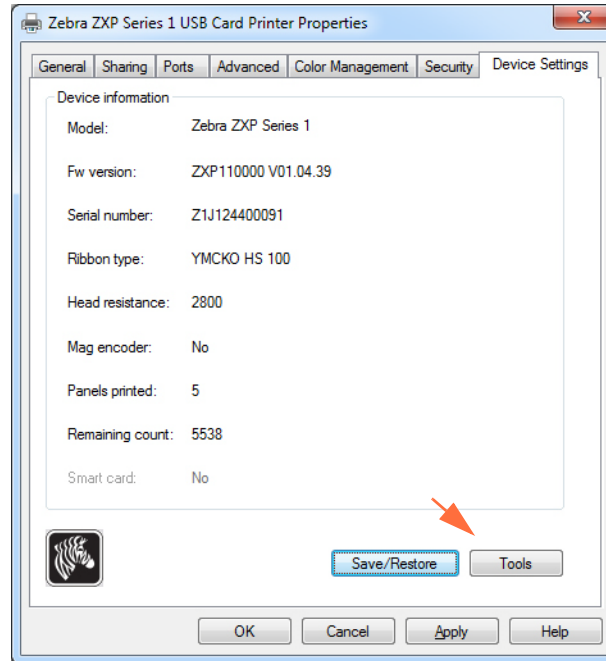 Zebra ZXP Series 1 USB Card Printer Properties
General Sharing Ports Advanced Color Management Security Device Settings
Device information
Model: Zebra ZXP Series 1
Fw version: ZXP110000 V01.04.39
Serial number: Z1J124400091
Ribbon type: YMCKO HS 100
Head resistance: 2800
Mag encoder: No
Panels printed: 5
Remaining count: 5538
Smart card: No
Save/Restore Tools
OK Cancel Apply Help